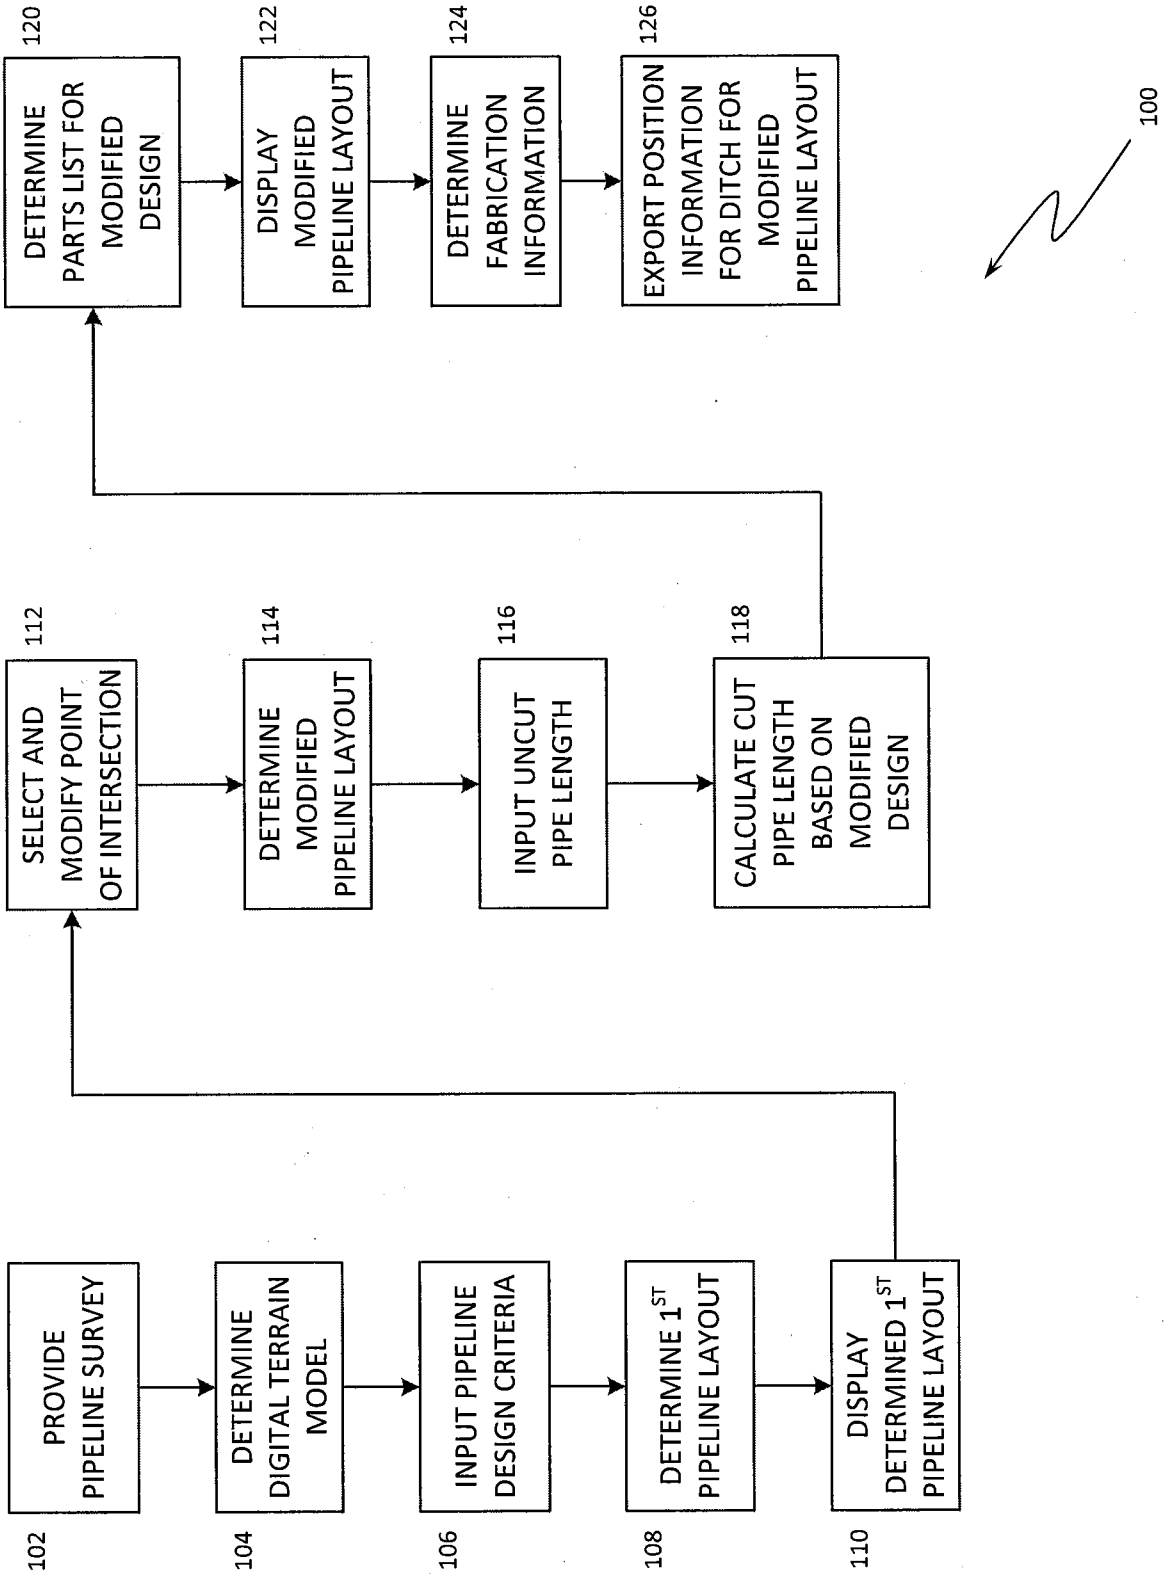 102
PROVIDE
PIPELINE SURVEY
104
DETERMINE
DIGITAL TERRAIN
MODEL
106
INPUT PIPELINE
DESIGN CRITERIA
108
DETERMINE 1ST
PIPELINE LAYOUT
110
DISPLAY
DETERMINED 1ST
PIPELINE LAYOUT
112
SELECT AND
MODIFY POINT
OF INTERSECTION
114
DETERMINE
MODIFIED
PIPELINE LAYOUT
116
INPUT UNCUT
PIPE LENGTH
118
CALCULATE CUT
PIPE LENGTH
BASED ON
MODIFIED
DESIGN
120
DETERMINE
PARTS LIST FOR
MODIFIED
DESIGN
122
DISPLAY
MODIFIED
PIPELINE LAYOUT
124
DETERMINE
FABRICATION
INFORMATION
126
EXPORT POSITION
INFORMATION
FOR DITCH FOR
MODIFIED
PIPELINE LAYOUT
100